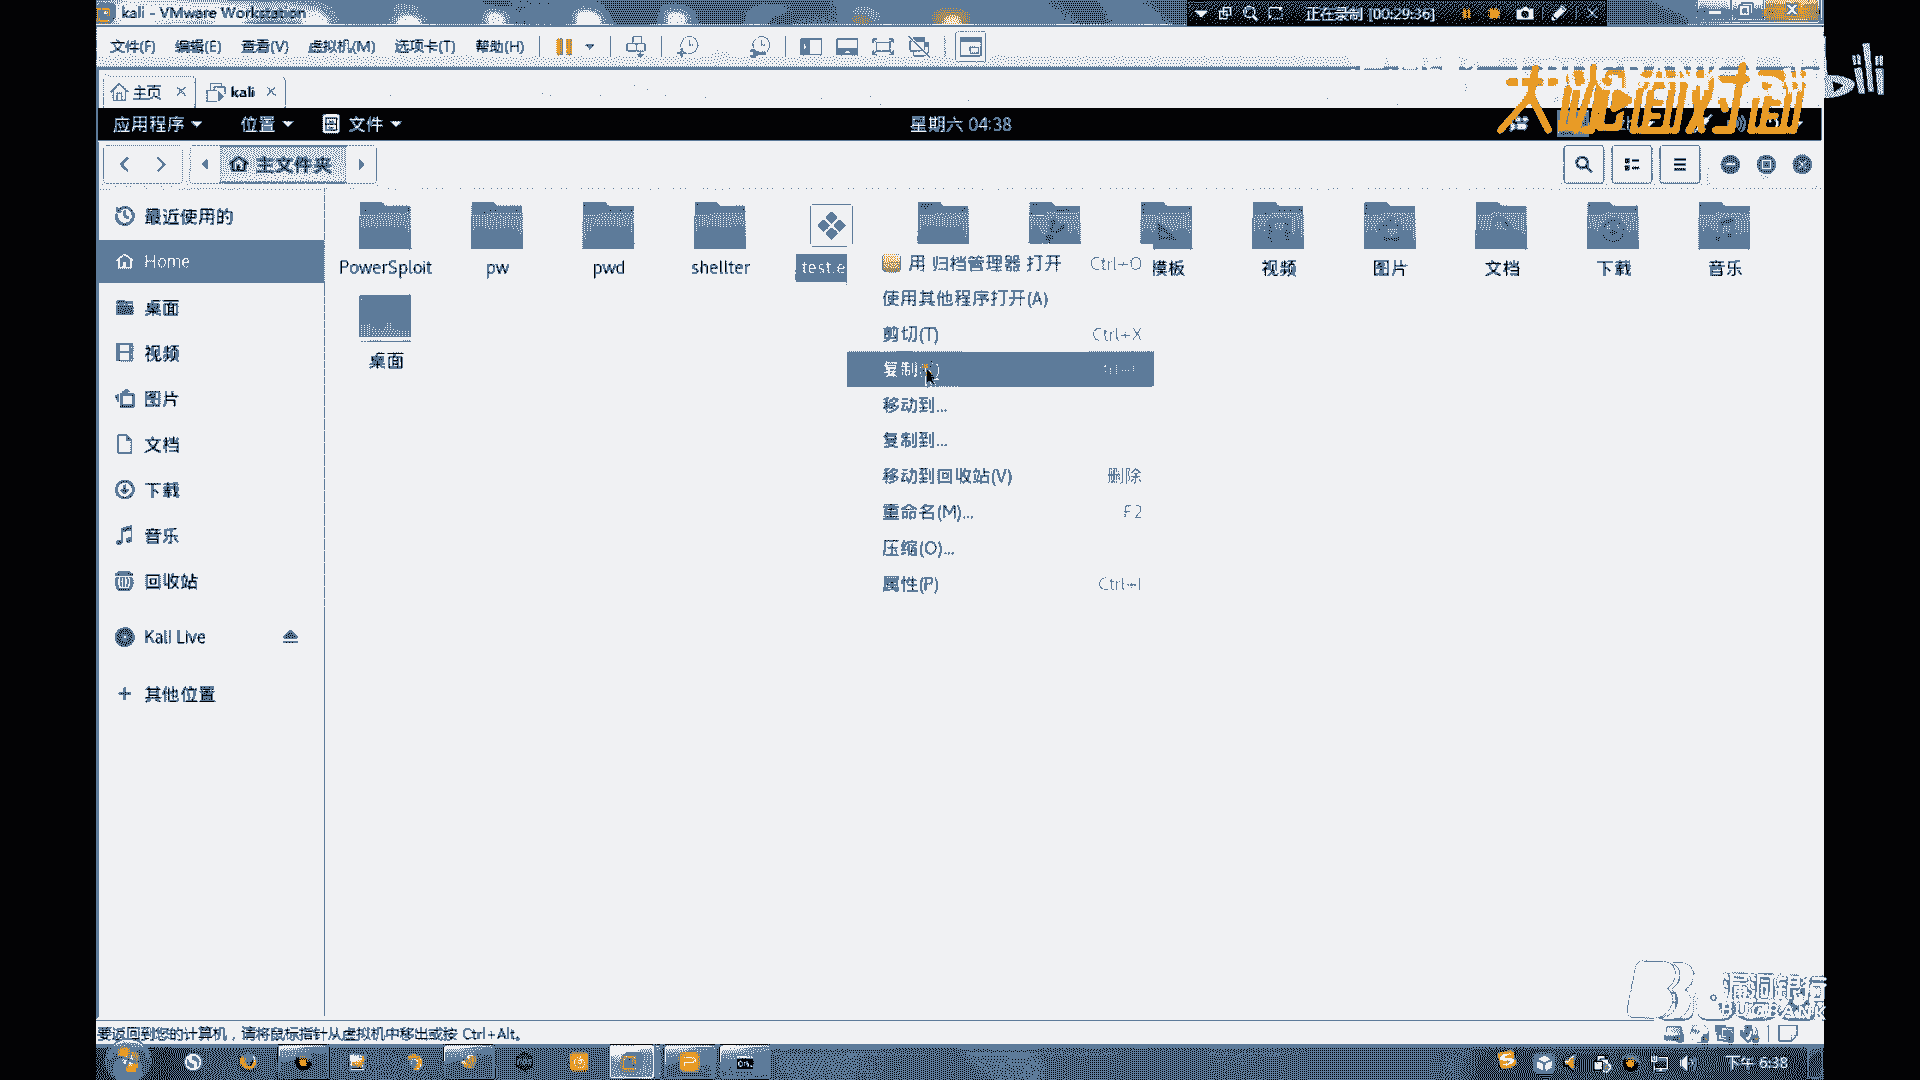 kali - VMware Workstation
正在录制 [00:29:36]
文件(F) 编辑(E) 查看(V) 虚拟机(M) 选项卡(T) 帮助(H)
主页 kali
大咖面对面
bili
应用程序 位置 文件 星期六 04:38
主文件夹
最近使用的
Home
桌面
视频
图片
文档
下载
音乐
回收站
Kali Live
其他位置
PowerSploit pw pwd shellter test.e 模板 视频 图片 文档 下载 音乐
桌面
用 归档管理器 打开 Ctrl+O
使用其他程序打开(A)
剪切(T) Ctrl+X
复制
移动到...
复制到...
移动到回收站(V) 删除
重命名(M)... F2
压缩(O)...
属性(P) Ctrl+I
漏洞银行
BUGBANK
要返回到您的计算机，请将鼠标指针从虚拟机中移出或按 Ctrl+Alt。
下午 6:38